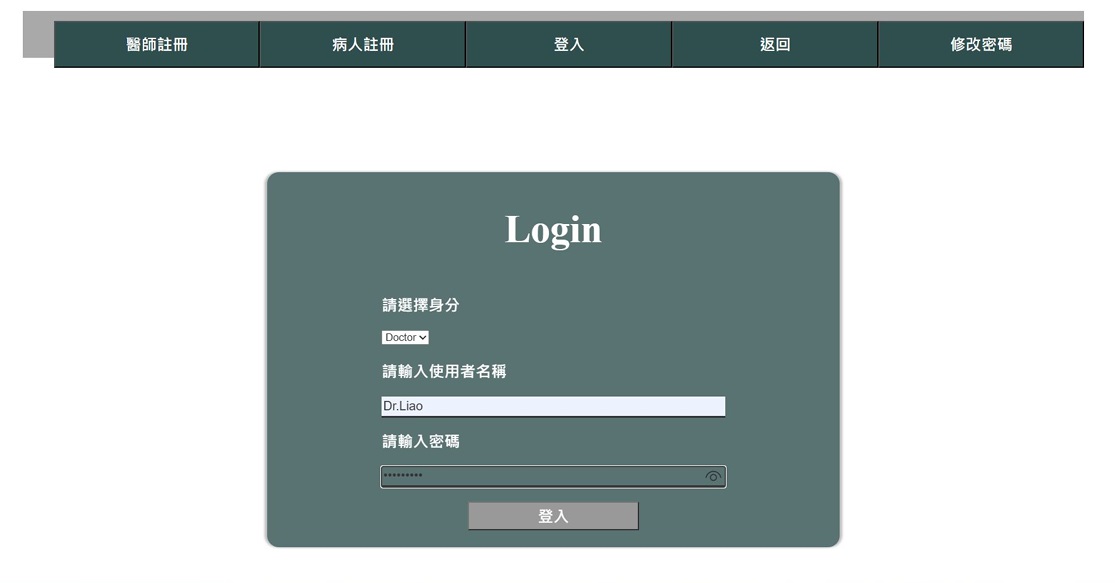 醫師註冊 病人註冊 登入 返回 修改密碼
Login
請選擇身分
Doctor
請輸入使用者名稱
Dr.Liao
請輸入密碼
•••••••••
登入